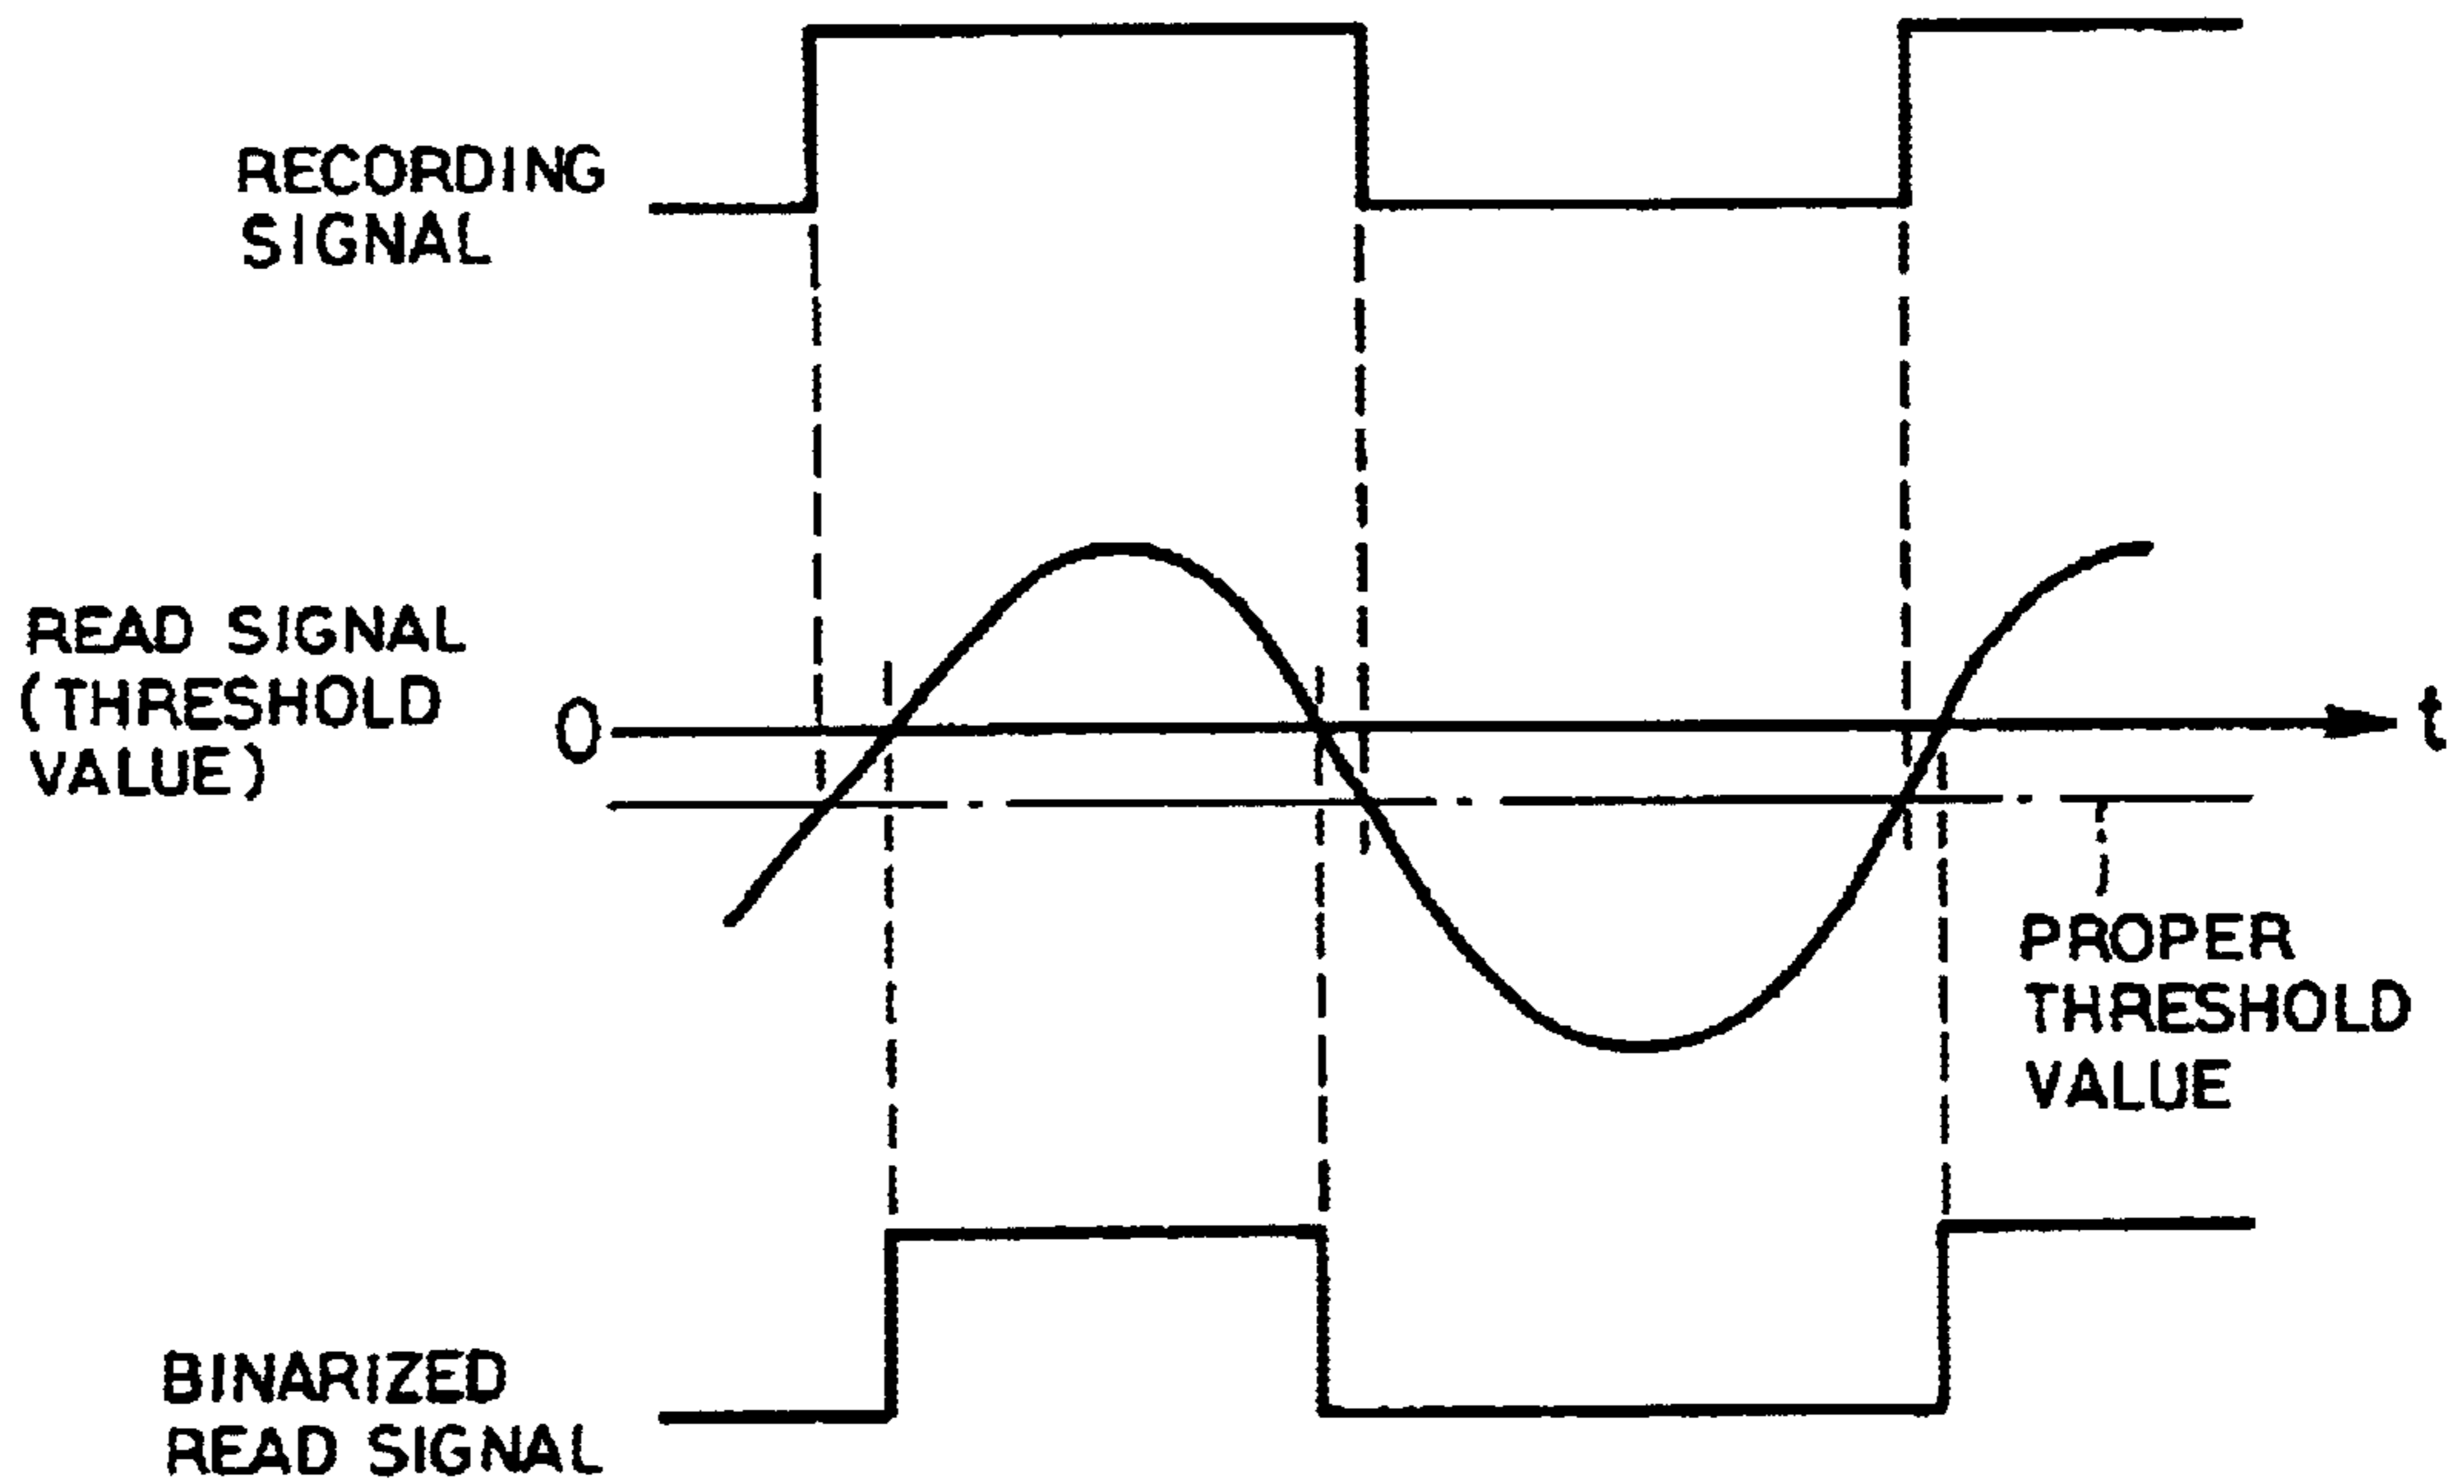 RECORDING
SIGNAL
READ SIGNAL
(THRESHOLD
VALUE)
0
t
PROPER
THRESHOLD
VALUE
BINARIZED
READ SIGNAL